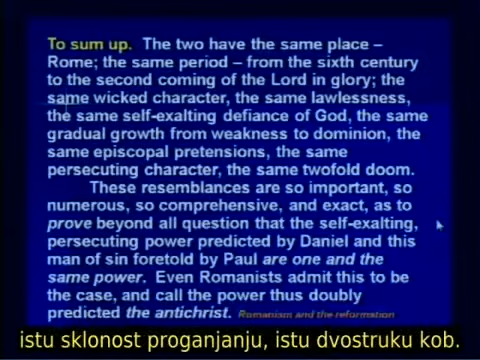 To sum up. The two have the same place –
Rome; the same period – from the sixth century
to the second coming of the Lord in glory; the
same wicked character, the same lawlessness,
the same self-exalting defiance of God, the same
gradual growth from weakness to dominion, the
same episcopal pretensions, the same
persecuting character, the same twofold doom.
These resemblances are so important, so
numerous, so comprehensive, and exact, as to
prove beyond all question that the self-exalting,
persecuting power predicted by Daniel and this
man of sin foretold by Paul are one and the
same power. Even Romanists admit this to be
the case, and call the power thus doubly
predicted the antichrist. Romanism and the reformation
istu sklonost proganjanju, istu dvostruku kob.